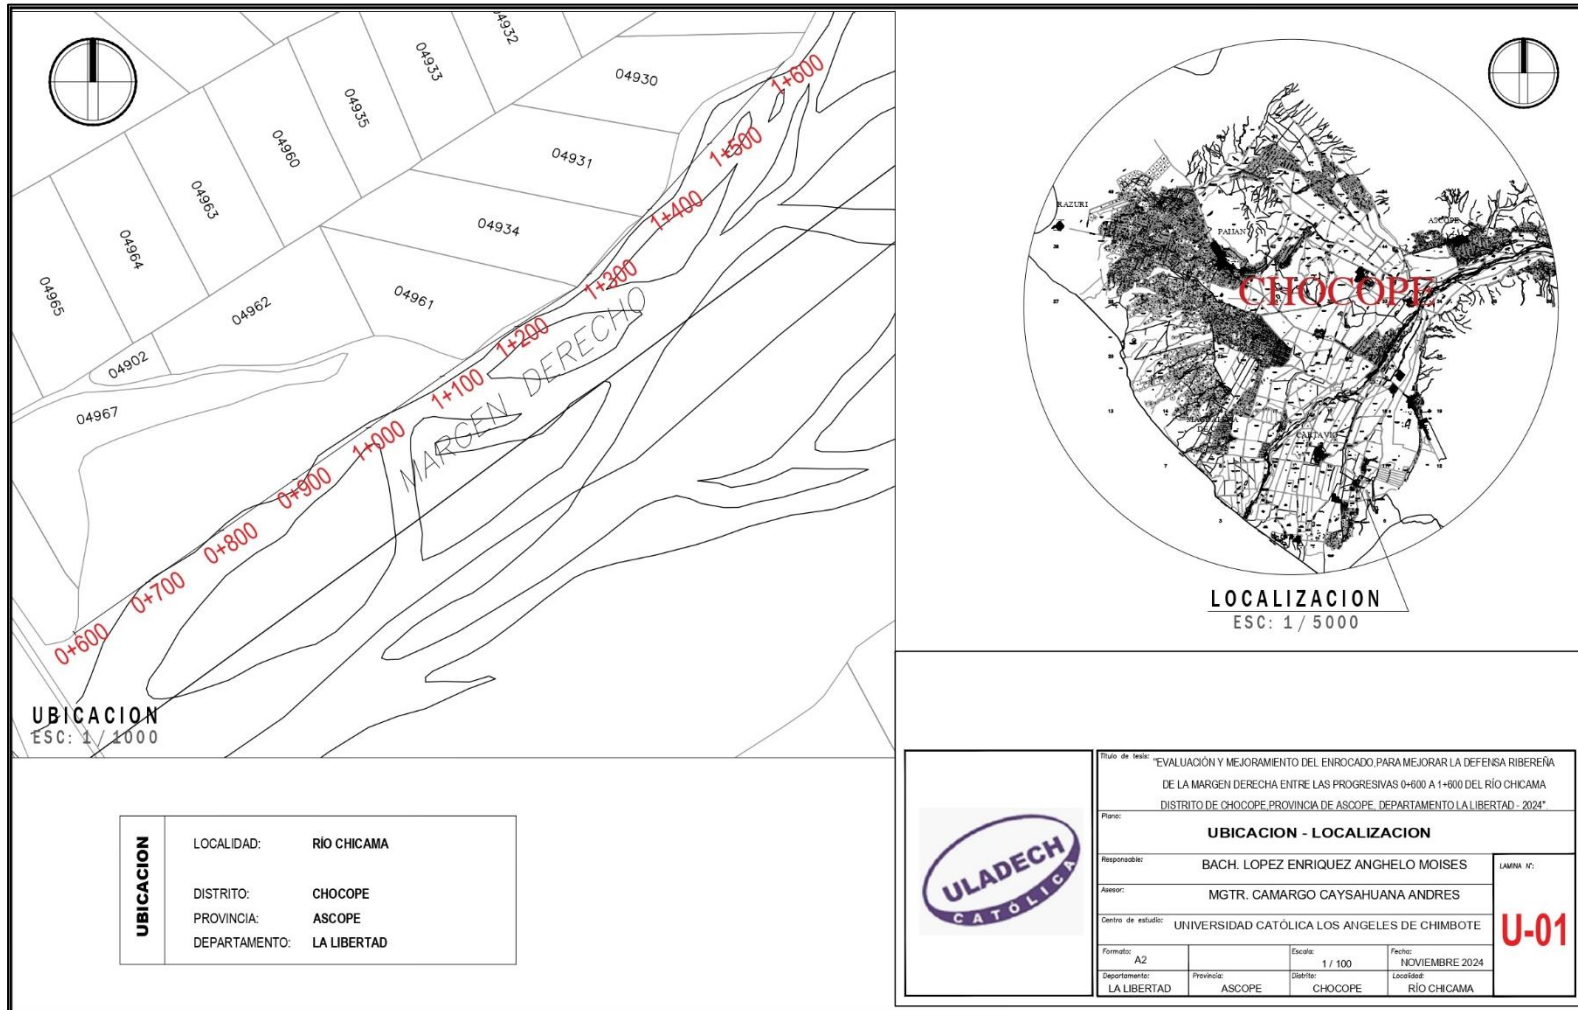 04932
04933
04930
04935
04960
04931
04963
04934
04964
04965
04962
04961
04902
04967
1+600
1+500
1+400
1+300
1+200
1+100
1+000
0+900
0+800
0+700
0+600
MARGEN DERECHO
UBICACION
ESC: 1 / 1000
RAZURI
PAIJAN
ASCOPE
CHOCOPE
CARTAVIO
LOCALIZACION
ESC: 1 / 5000
UBICACION
LOCALIDAD: RÍO CHICAMA
DISTRITO: CHOCOPE
PROVINCIA: ASCOPE
DEPARTAMENTO: LA LIBERTAD
ULADECH
CATÓLICA
Título de tesis: "EVALUACIÓN Y MEJORAMIENTO DEL ENROCADO,PARA MEJORAR LA DEFENSA RIBEREÑA
DE LA MARGEN DERECHA ENTRE LAS PROGRESIVAS 0+600 A 1+600 DEL RÍO CHICAMA
DISTRITO DE CHOCOPE,PROVINCIA DE ASCOPE, DEPARTAMENTO LA LIBERTAD - 2024".
Plano:
UBICACION - LOCALIZACION
Responsable: BACH. LOPEZ ENRIQUEZ ANGHELO MOISES
Asesor: MGTR. CAMARGO CAYSAHUANA ANDRES
Centro de estudio: UNIVERSIDAD CATÓLICA LOS ANGELES DE CHIMBOTE
LAMINA N°:
U-01
Formato: A2
Escala: 1 / 100
Fecha: NOVIEMBRE 2024
Departamento: LA LIBERTAD
Provincia: ASCOPE
Distrito: CHOCOPE
Localidad: RÍO CHICAMA